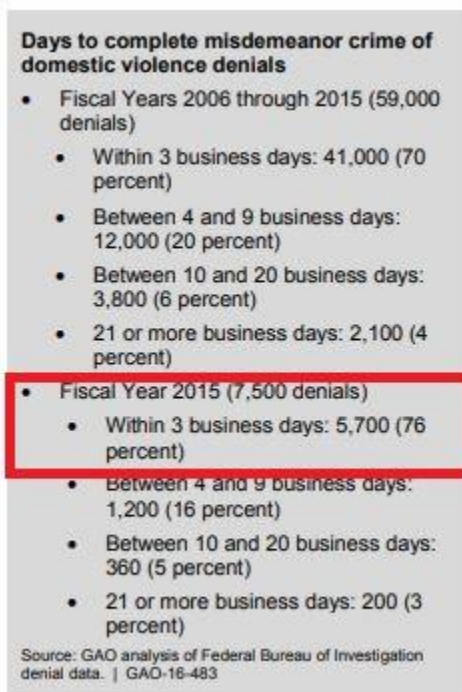 Days to complete misdemeanor crime of
domestic violence denials
• Fiscal Years 2006 through 2015 (59,000
denials)
• Within 3 business days: 41,000 (70
percent)
• Between 4 and 9 business days:
12,000 (20 percent)
• Between 10 and 20 business days:
3,800 (6 percent)
• 21 or more business days: 2,100 (4
percent)
• Fiscal Year 2015 (7,500 denials)
• Within 3 business days: 5,700 (76
percent)
• Between 4 and 9 business days:
1,200 (16 percent)
• Between 10 and 20 business days:
360 (5 percent)
• 21 or more business days: 200 (3
percent)
Source: GAO analysis of Federal Bureau of Investigation
denial data. | GAO-16-483